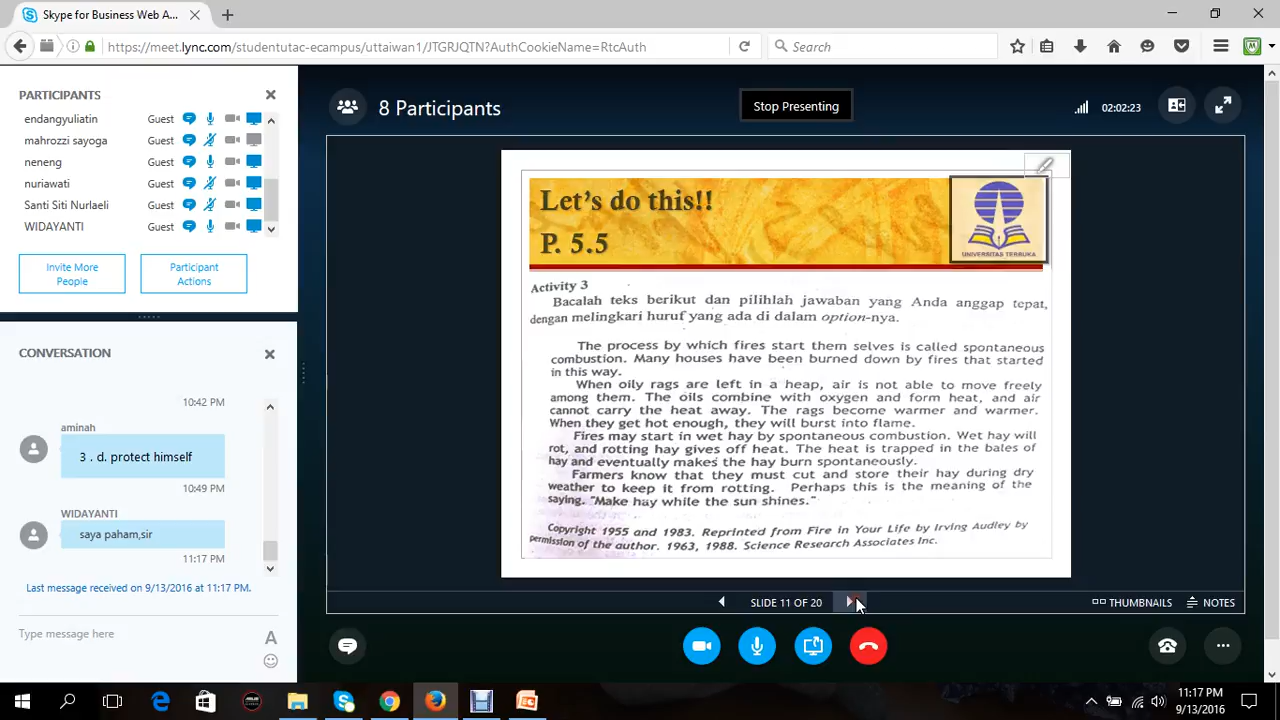 Skype for Business Web A...
https://meet.lync.com/studentutac-ecampus/uttaiwan1/JTGRJQTN?AuthCookieName=RtcAuth
Search
PARTICIPANTS
endangyuliatin Guest
mahrozzi sayoga Guest
neneng Guest
nuriawati Guest
Santi Siti Nurlaeli Guest
WIDAYANTI Guest
Invite More
People
Participant
Actions
CONVERSATION
10:42 PM
aminah
3 . d. protect himself
10:49 PM
WIDAYANTI
saya paham,sir
11:17 PM
Last message received on 9/13/2016 at 11:17 PM.
Type message here
A
8 Participants
Stop Presenting
02:02:23
Let's do this!!
P. 5.5
UNIVERSITAS TERBUKA
Activity 3
Bacalah teks berikut dan pilihlah jawaban yang Anda anggap tepat,
dengan melingkari huruf yang ada di dalam option-nya.
The process by which fires start them selves is called spontaneous
combustion. Many houses have been burned down by fires that started
in this way.
When oily rags are left in a heap, air is not able to move freely
among them. The oils combine with oxygen and form heat, and air
cannot carry the heat away. The rags become warmer and warmer.
When they get hot enough, they will burst into flame.
Fires may start in wet hay by spontaneous combustion. Wet hay will
rot, and rotting hay gives off heat. The heat is trapped in the bales of
hay and eventually makes the hay burn spontaneously.
Farmers know that they must cut and store their hay during dry
weather to keep it from rotting. Perhaps this is the meaning of the
saying. "Make hay while the sun shines."
Copyright 1955 and 1983. Reprinted from Fire in Your Life by Irving Audley by
permission of the author. 1963, 1988. Science Research Associates Inc.
SLIDE 11 OF 20
THUMBNAILS
NOTES
11:17 PM
9/13/2016